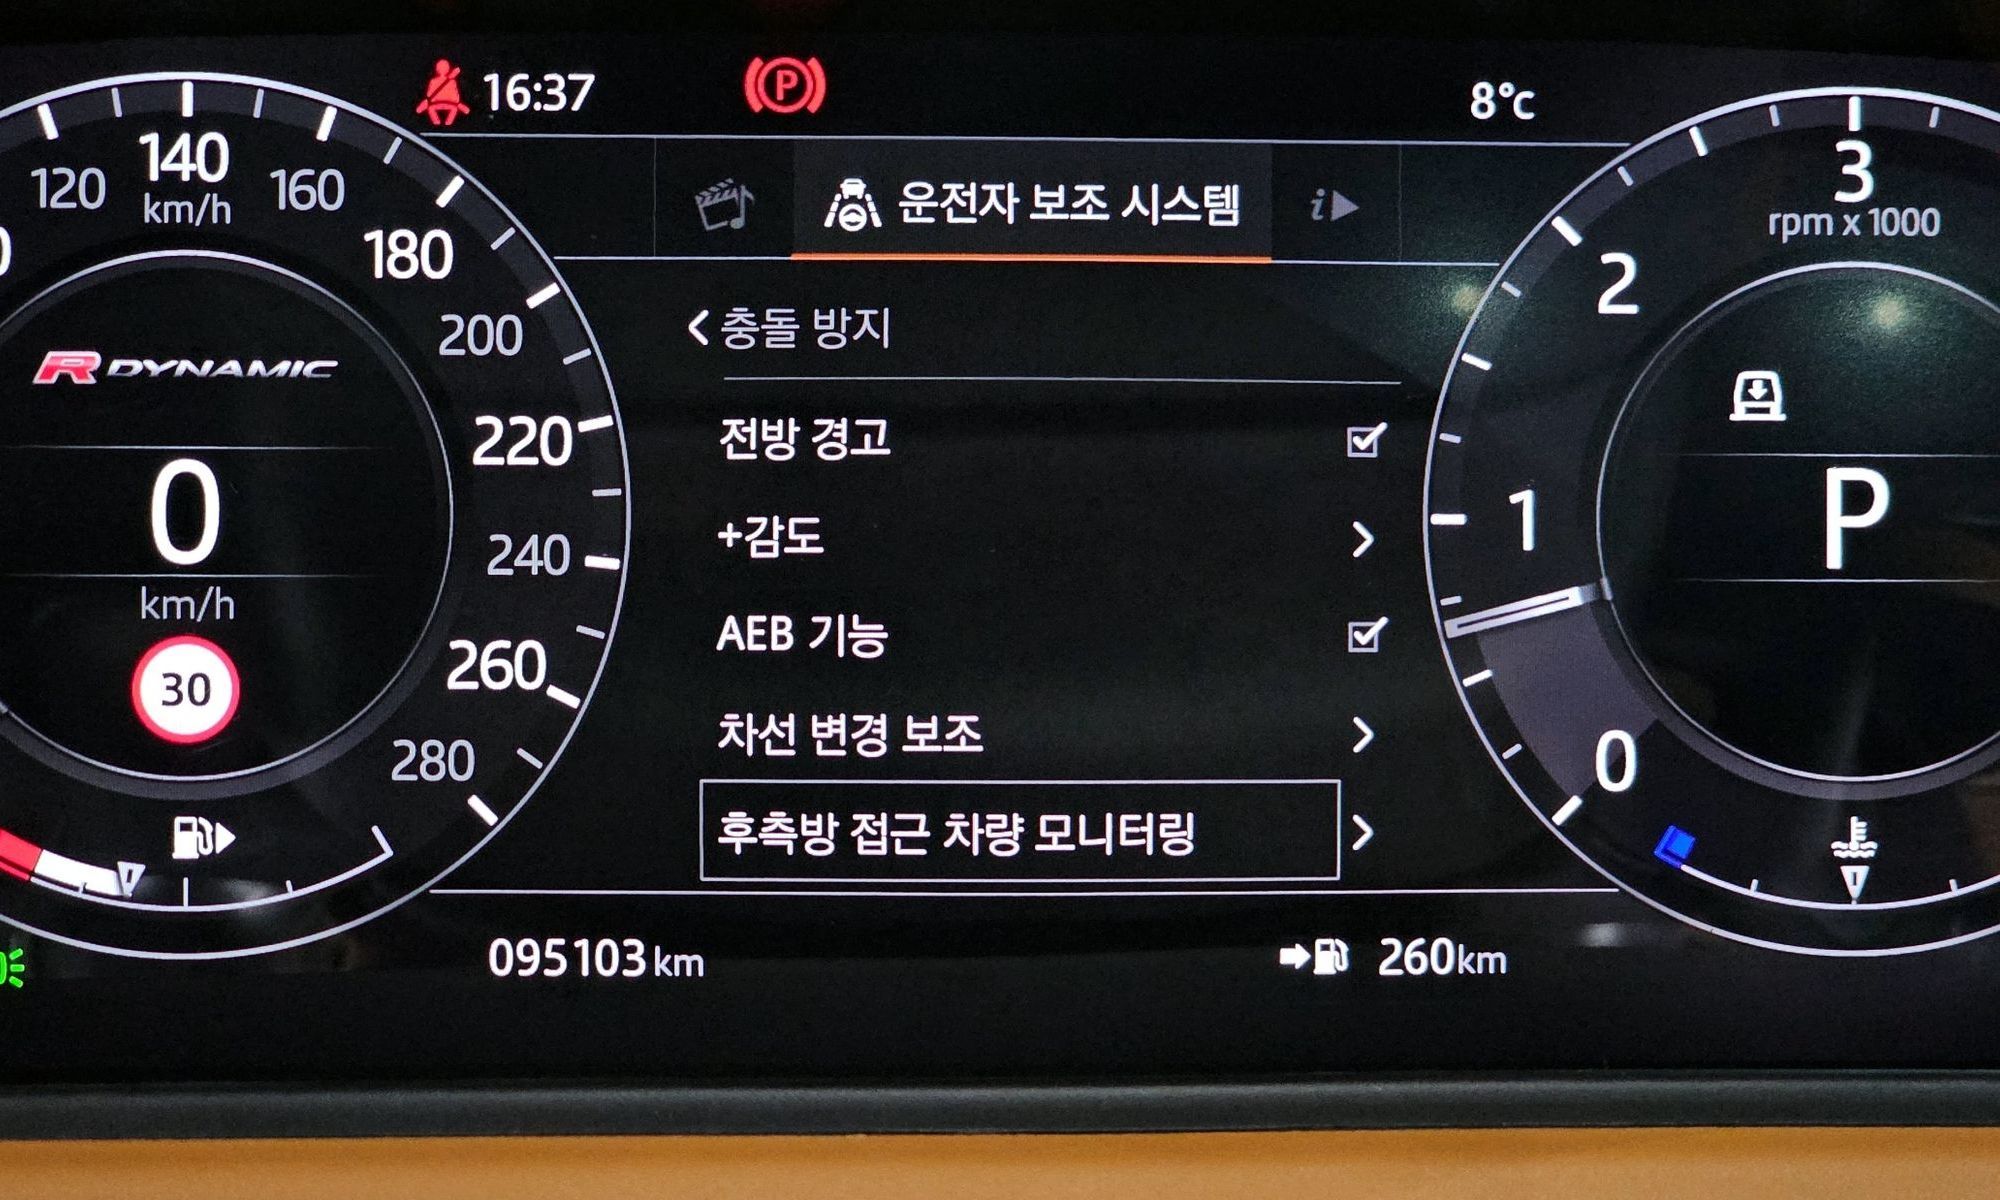 16:37
P
8°C
120
140
km/h
160
180
200
220
240
260
280
R DYNAMIC
0
km/h
30
운전자 보조 시스템
i
충돌 방지
전방 경고
+감도
AEB 기능
차선 변경 보조
후측방 접근 차량 모니터링
3
rpm x 1000
2
1
0
P
095103 km
260km